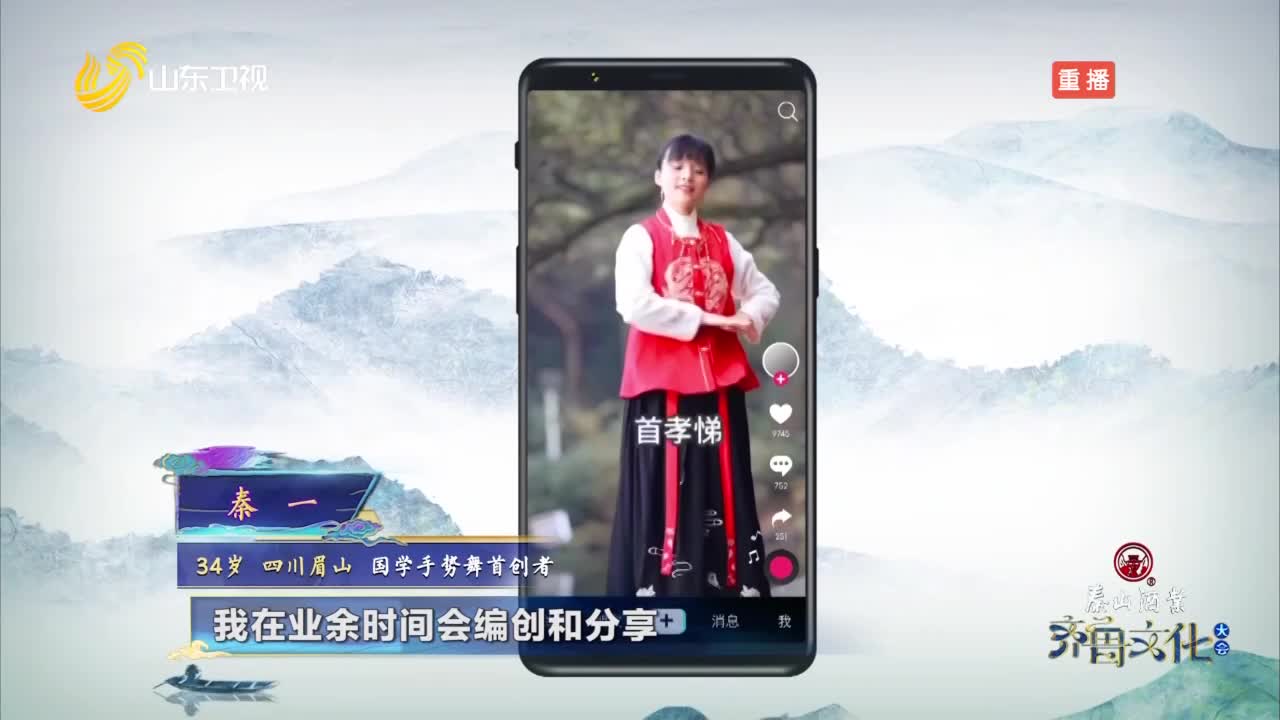 山东卫视
重播
首孝悌
9745
752
251
秦一
34岁 四川眉山 国学手势舞首创者
我在业余时间会编创和分享
消息
我
泰山酒业
齐鲁文化大会